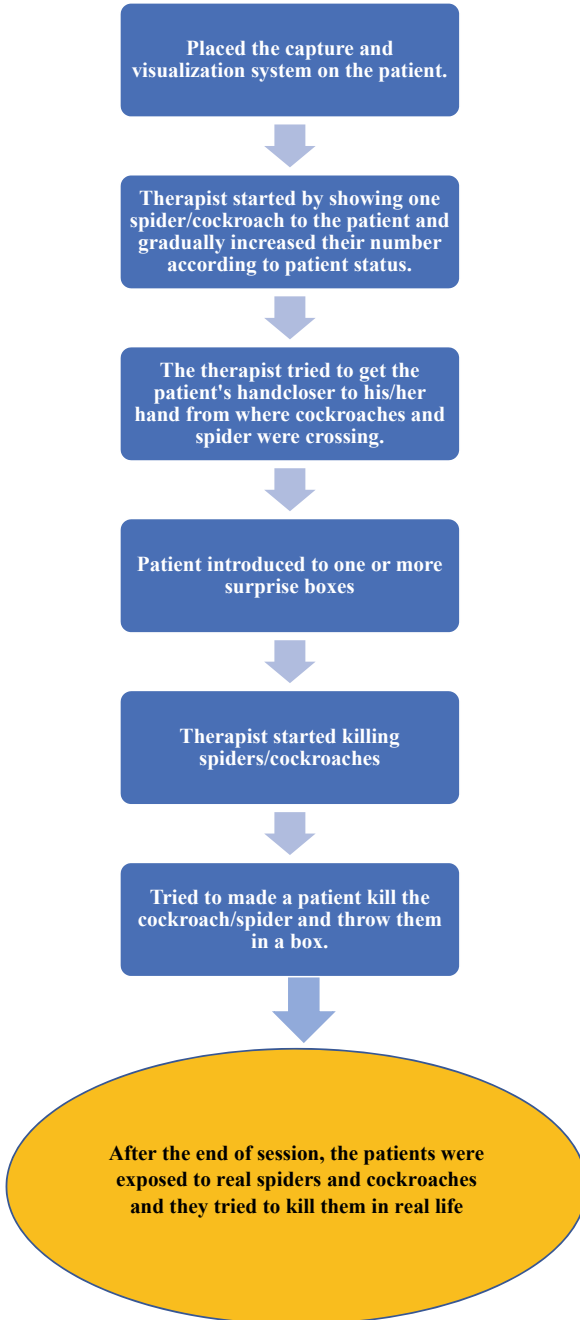 Placed the capture and
visualization system on the patient.
Therapist started by showing one
spider/cockroach to the patient and
gradually increased their number
according to patient status.
The therapist tried to get the
patient's handcloser to his/her
hand from where cockroaches and
spider were crossing.
Patient introduced to one or more
surprise boxes
Therapist started killing
spiders/cockroaches
Tried to made a patient kill the
cockroach/spider and throw them
in a box.
After the end of session, the patients were
exposed to real spiders and cockroaches
and they tried to kill them in real life